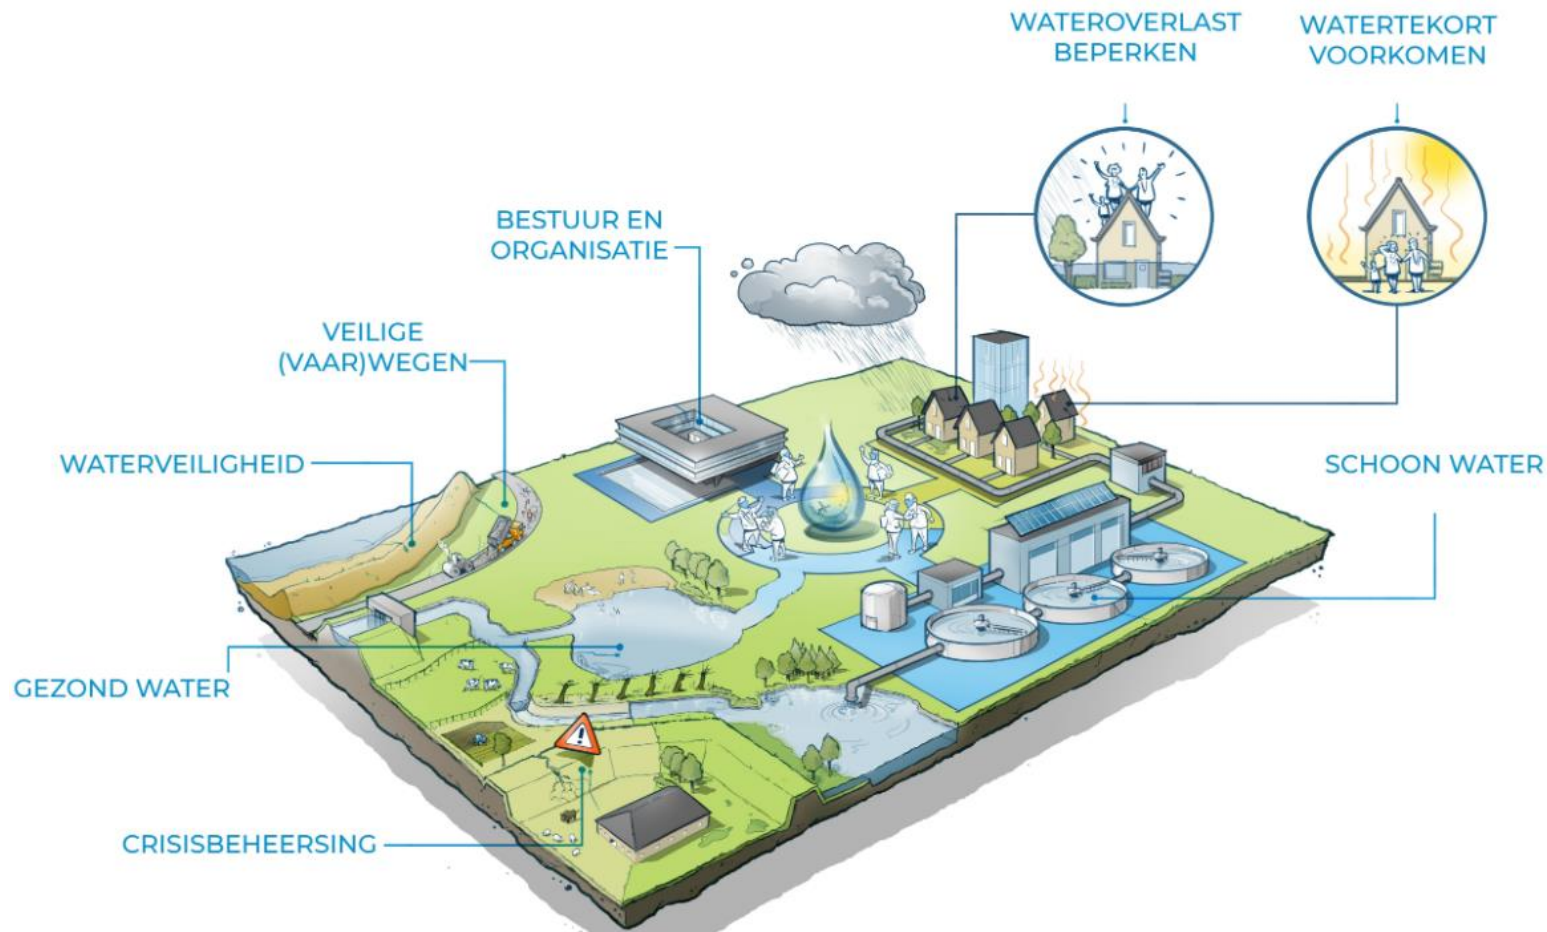 WATEROVERLAST
BEPERKEN
WATERTEKORT
VOORKOMEN
BESTUUR EN
ORGANISATIE
VEILIGE
(VAAR)WEGEN
WATERVEILIGHEID
SCHOON WATER
GEZOND WATER
CRISISBEHEERSING